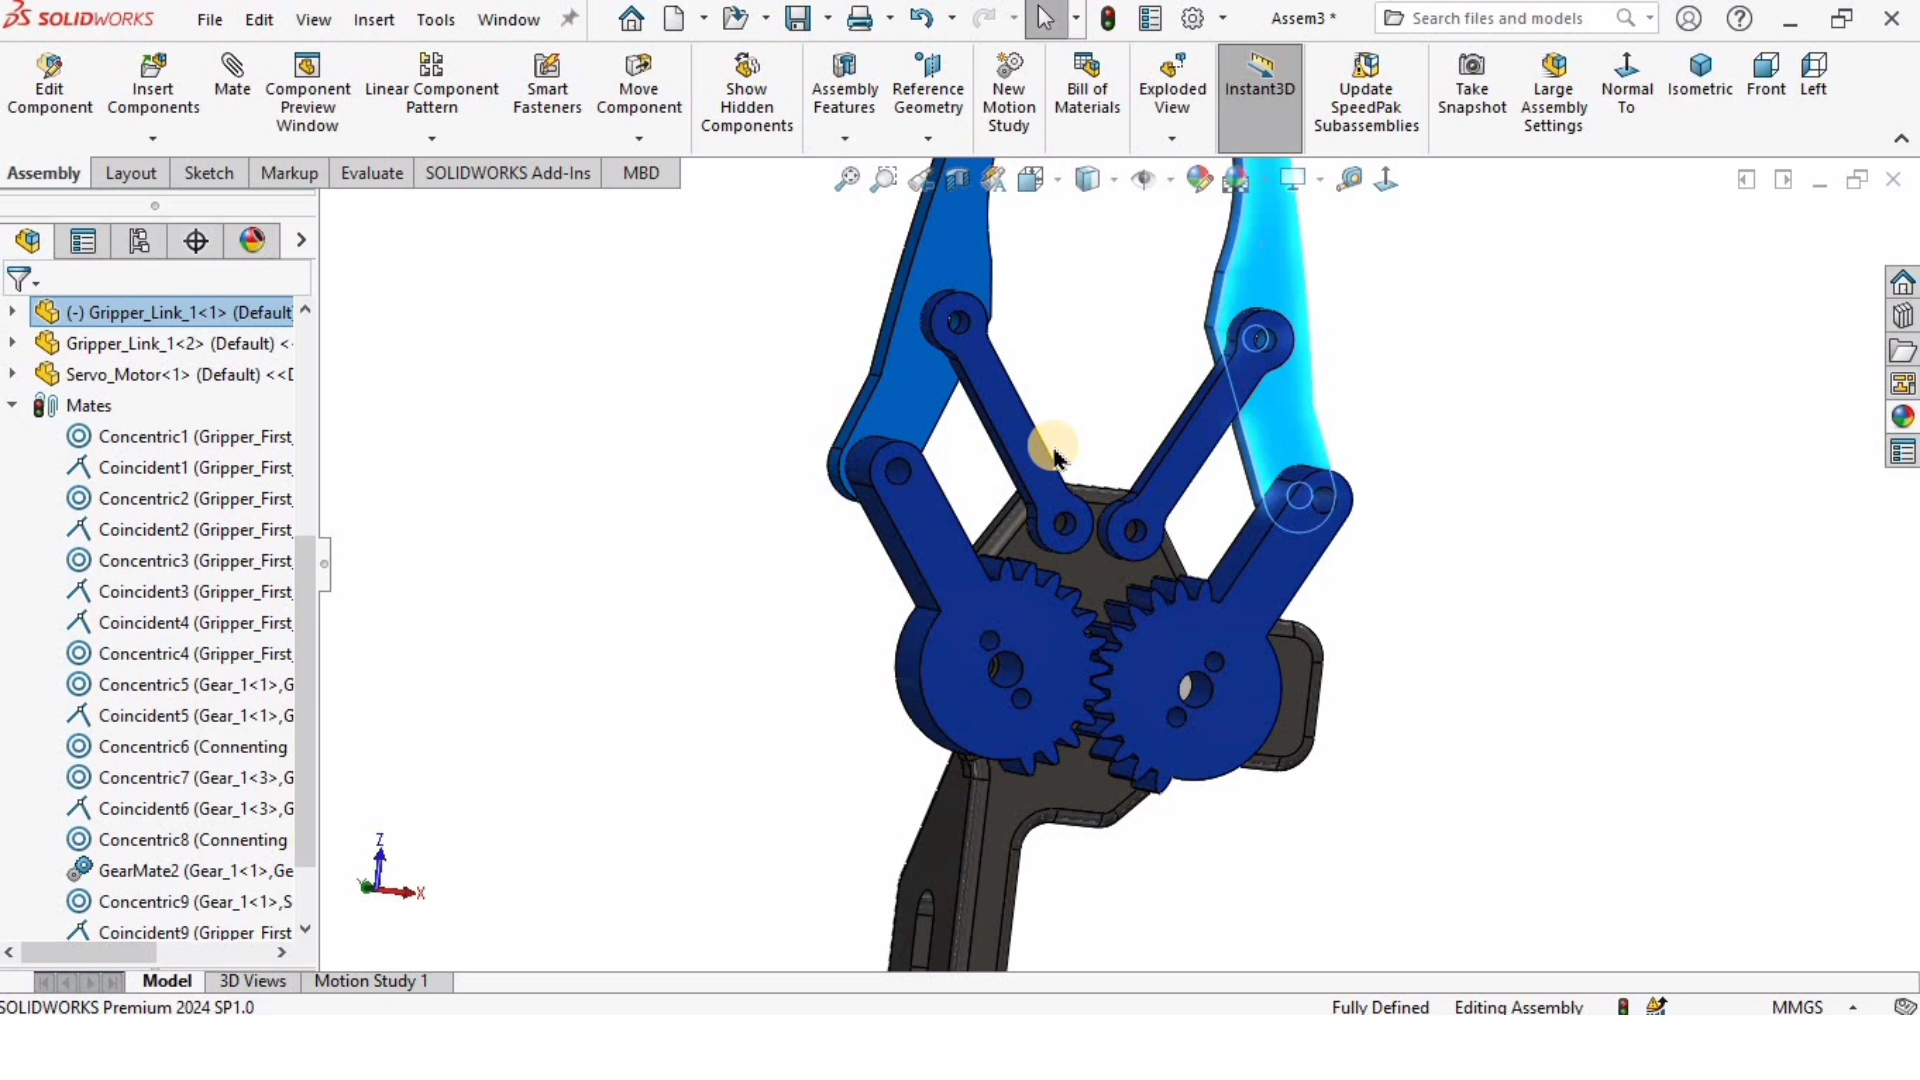 SOLIDWORKS File Edit View Insert Tools Window Assem3 * Search files and models
Edit Component
Insert Components
Mate
Component Preview Window
Linear Component Pattern
Smart Fasteners
Move Component
Show Hidden Components
Assembly Features
Reference Geometry
New Motion Study
Bill of Materials
Exploded View
Instant3D
Update SpeedPak Subassemblies
Take Snapshot
Large Assembly Settings
Normal To
Isometric
Front
Left
Assembly Layout Sketch Markup Evaluate SOLIDWORKS Add-Ins MBD
(-) Gripper_Link_1<1> (Default
Gripper_Link_1<2> (Default) <
Servo_Motor<1> (Default) <<D
Mates
Concentric1 (Gripper_First
Coincident1 (Gripper_First
Concentric2 (Gripper_First
Coincident2 (Gripper_First
Concentric3 (Gripper_First
Coincident3 (Gripper_First
Coincident4 (Gripper_First
Concentric4 (Gripper_First
Concentric5 (Gear_1<1>,G
Coincident5 (Gear_1<1>,G
Concentric6 (Connenting
Concentric7 (Gear_1<3>,G
Coincident6 (Gear_1<3>,G
Concentric8 (Connenting
GearMate2 (Gear_1<1>,Ge
Concentric9 (Gear_1<1>,S
Coincident9 (Gripper First
Z
Y
X
Model 3D Views Motion Study 1
SOLIDWORKS Premium 2024 SP1.0 Fully Defined Editing Assembly MMGS